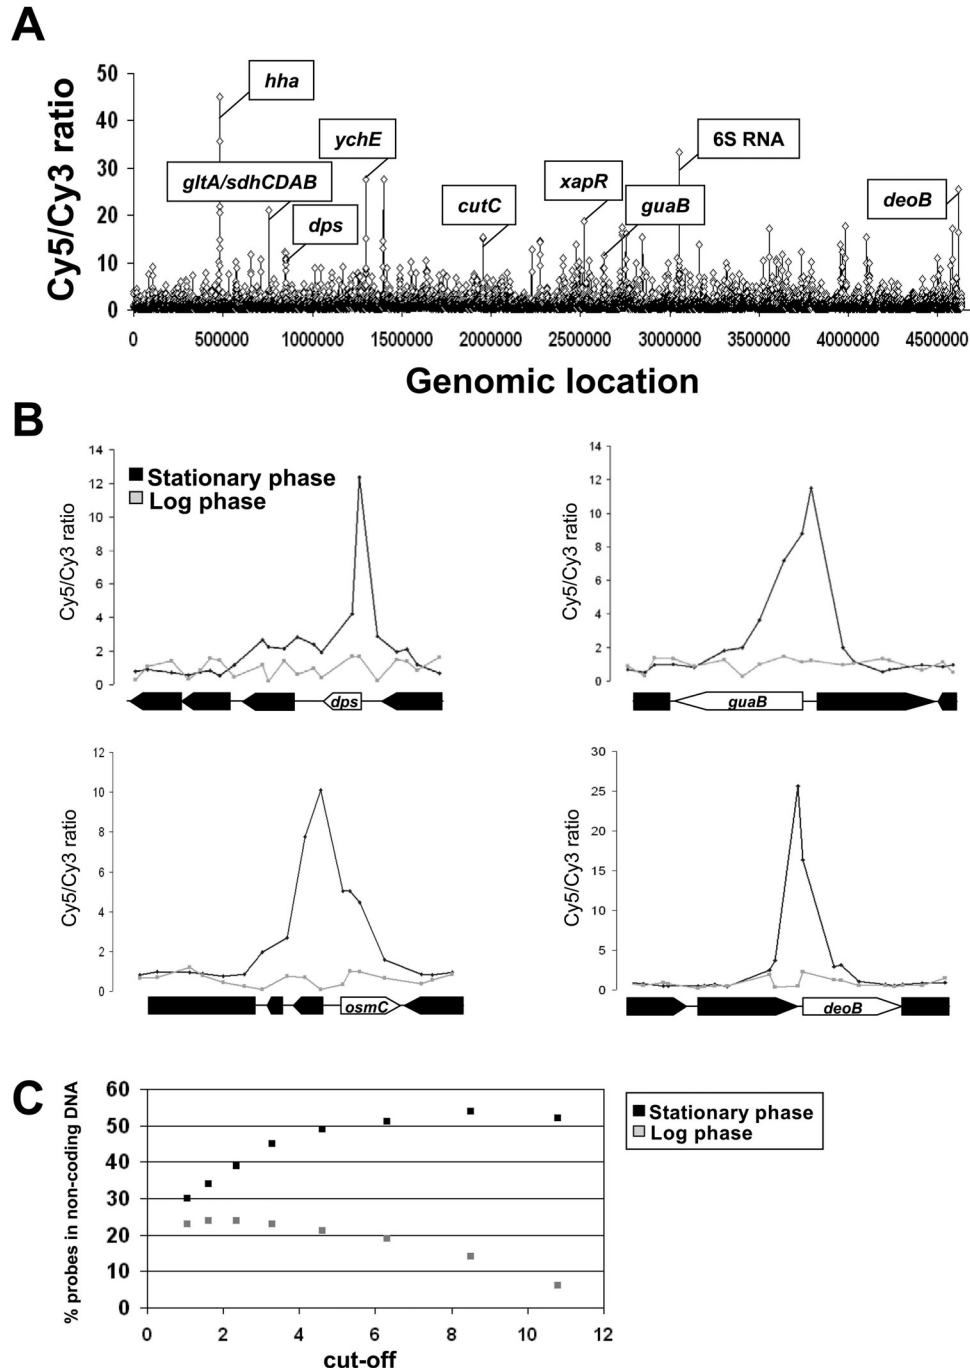 A
Cy5/Cy3 ratio
50
40
30
20
10
0
hha
ychE
6S RNA
gltA/sdhCDAB
dps
cutC
xapR
guaB
deoB
0 500000 1000000 1500000 2000000 2500000 3000000 3500000 4000000 4500000
Genomic location
B
Cy5/Cy3 ratio
14
12
10
8
6
4
2
0
Stationary phase
Log phase
dps
Cy5/Cy3 ratio
14
12
10
8
6
4
2
0
guaB
Cy5/Cy3 ratio
12
10
8
6
4
2
0
osmC
Cy5/Cy3 ratio
30
25
20
15
10
5
0
deoB
C
% probes in non-coding DNA
60
50
40
30
20
10
0
0 2 4 6 8 10 12
cut-off
Stationary phase
Log phase